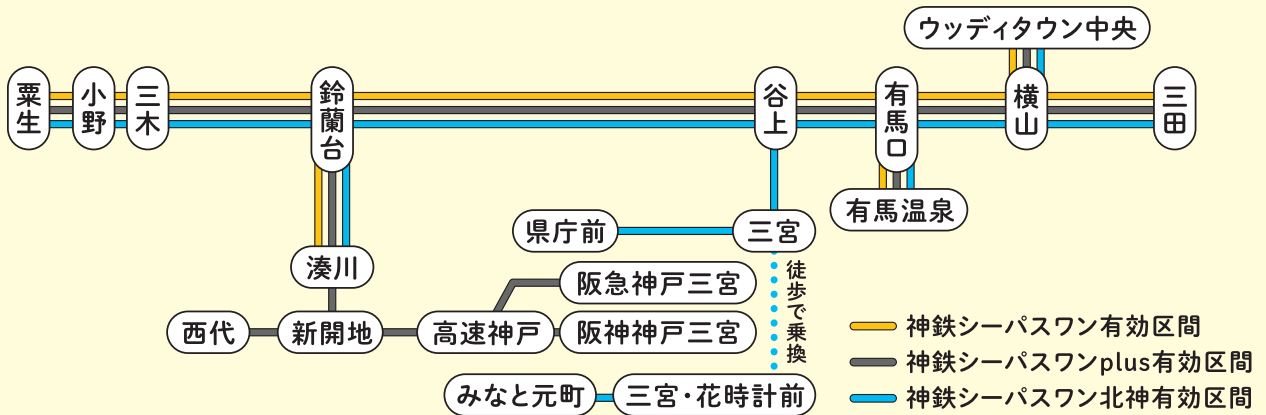 ウッディタウン中央
粟生
小野
三木
鈴蘭台
谷上
有馬口
横山
三田
有馬温泉
県庁前
三宮
湊川
阪急神戸三宮
徒歩で乗換
西代
新開地
高速神戸
阪神神戸三宮
みなと元町
三宮・花時計前
神鉄シーパスワン有効区間
神鉄シーパスワンplus有効区間
神鉄シーパスワン北神有効区間